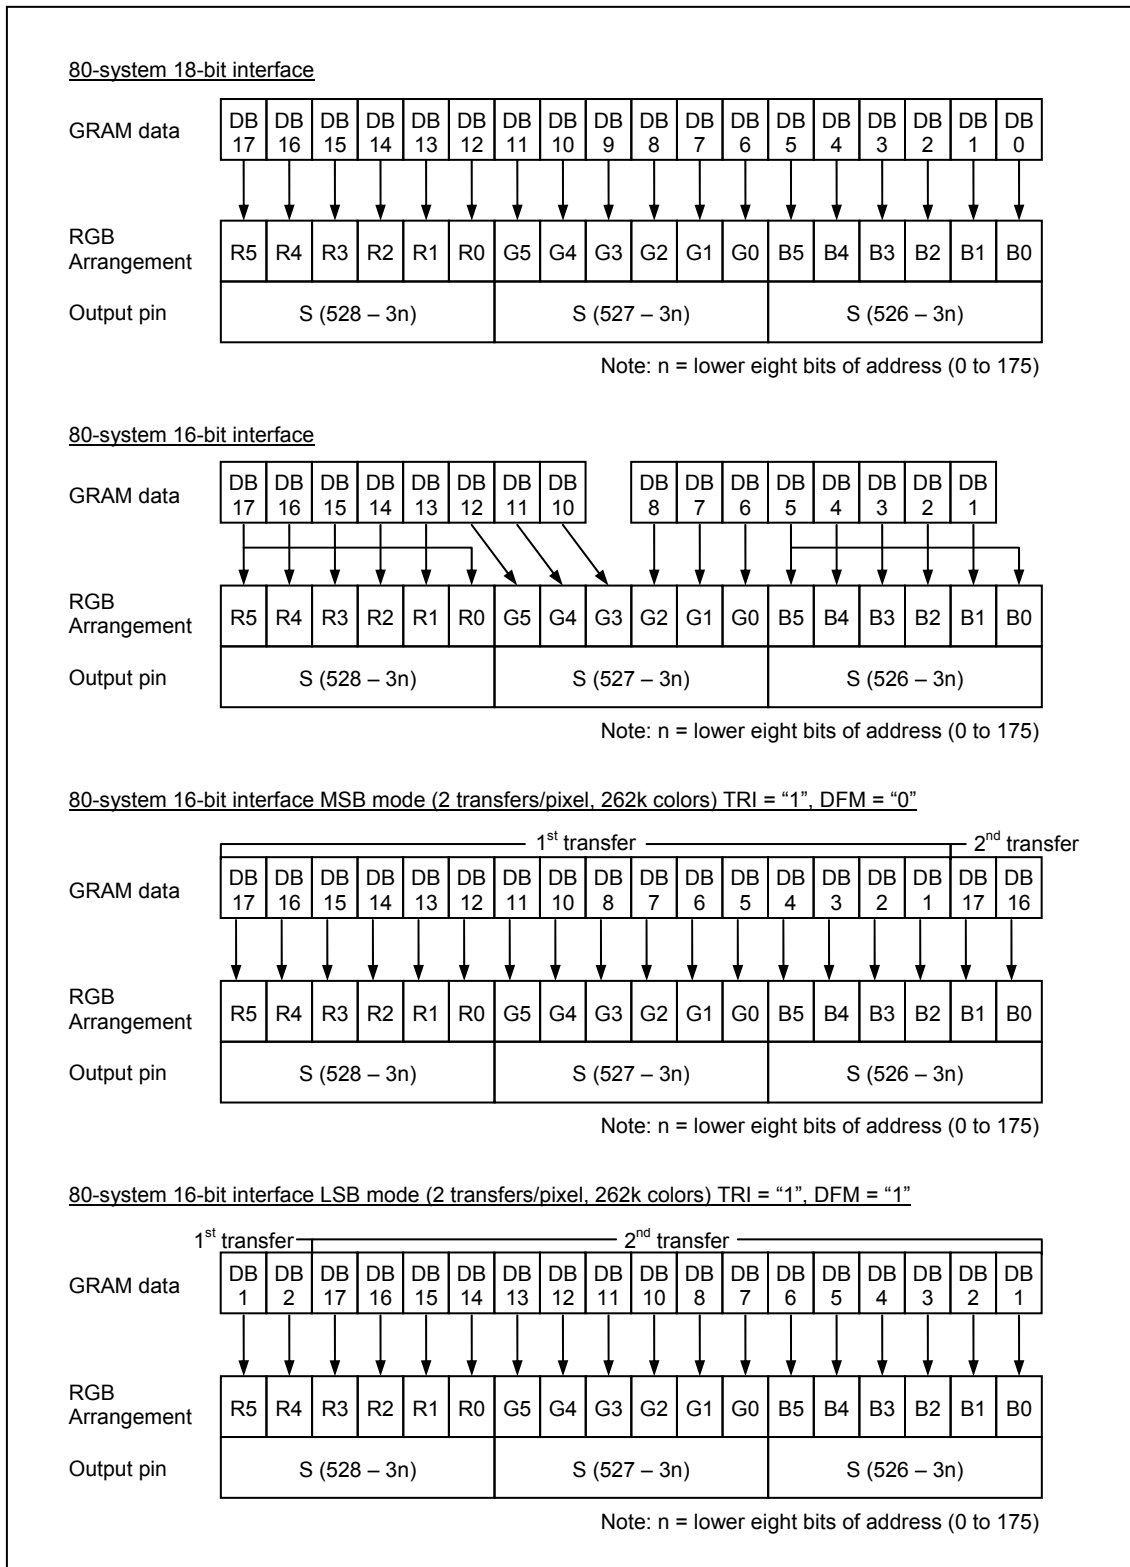 80-system 18-bit interface
GRAM data
DB 17 DB 16 DB 15 DB 14 DB 13 DB 12 DB 11 DB 10 DB 9 DB 8 DB 7 DB 6 DB 5 DB 4 DB 3 DB 2 DB 1 DB 0
RGB Arrangement
R5 R4 R3 R2 R1 R0 G5 G4 G3 G2 G1 G0 B5 B4 B3 B2 B1 B0
Output pin S (528 – 3n) S (527 – 3n) S (526 – 3n)
Note: n = lower eight bits of address (0 to 175)
80-system 16-bit interface
GRAM data
DB 17 DB 16 DB 15 DB 14 DB 13 DB 12 DB 11 DB 10 DB 8 DB 7 DB 6 DB 5 DB 4 DB 3 DB 2 DB 1
RGB Arrangement
R5 R4 R3 R2 R1 R0 G5 G4 G3 G2 G1 G0 B5 B4 B3 B2 B1 B0
Output pin S (528 – 3n) S (527 – 3n) S (526 – 3n)
Note: n = lower eight bits of address (0 to 175)
80-system 16-bit interface MSB mode (2 transfers/pixel, 262k colors) TRI = “1”, DFM = “0”
1st transfer 2nd transfer
GRAM data
DB 17 DB 16 DB 15 DB 14 DB 13 DB 12 DB 11 DB 10 DB 8 DB 7 DB 6 DB 5 DB 4 DB 3 DB 2 DB 1 DB 17 DB 16
RGB Arrangement
R5 R4 R3 R2 R1 R0 G5 G4 G3 G2 G1 G0 B5 B4 B3 B2 B1 B0
Output pin S (528 – 3n) S (527 – 3n) S (526 – 3n)
Note: n = lower eight bits of address (0 to 175)
80-system 16-bit interface LSB mode (2 transfers/pixel, 262k colors) TRI = “1”, DFM = “1”
1st transfer 2nd transfer
GRAM data
DB 1 DB 2 DB 17 DB 16 DB 15 DB 14 DB 13 DB 12 DB 11 DB 10 DB 8 DB 7 DB 6 DB 5 DB 4 DB 3 DB 2 DB 1
RGB Arrangement
R5 R4 R3 R2 R1 R0 G5 G4 G3 G2 G1 G0 B5 B4 B3 B2 B1 B0
Output pin S (528 – 3n) S (527 – 3n) S (526 – 3n)
Note: n = lower eight bits of address (0 to 175)